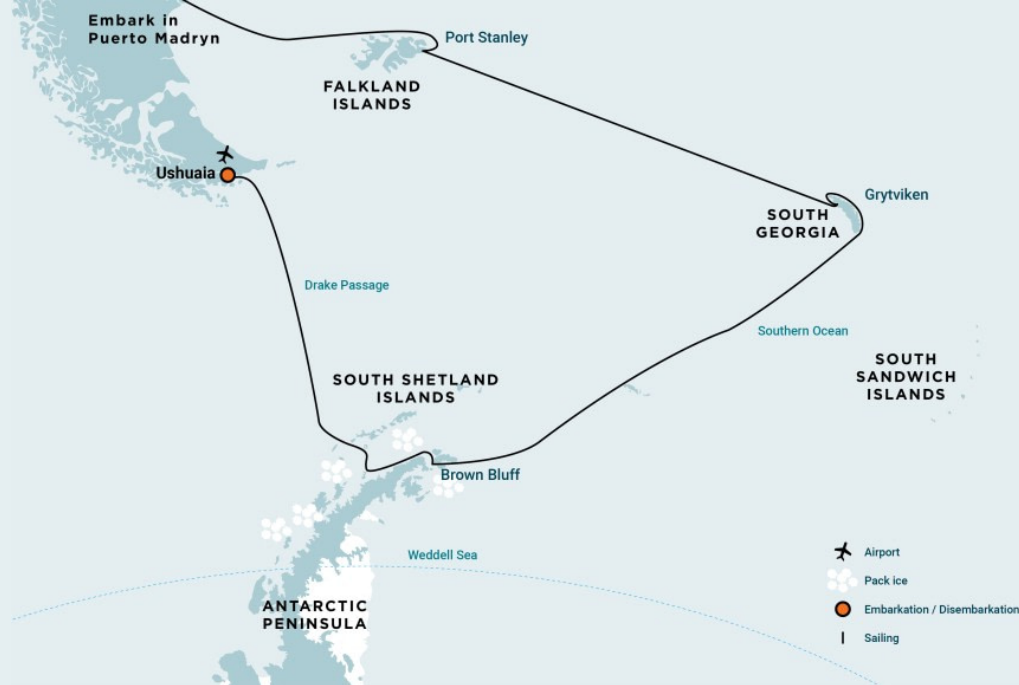 Embark in
Puerto Madryn
Port Stanley
FALKLAND
ISLANDS
Ushuaia
Grytviken
SOUTH
GEORGIA
Drake Passage
Southern Ocean
SOUTH
SANDWICH
ISLANDS
SOUTH SHETLAND
ISLANDS
Brown Bluff
Weddell Sea
ANTARCTIC
PENINSULA
Airport
Pack ice
Embarkation / Disembarkation
Sailing